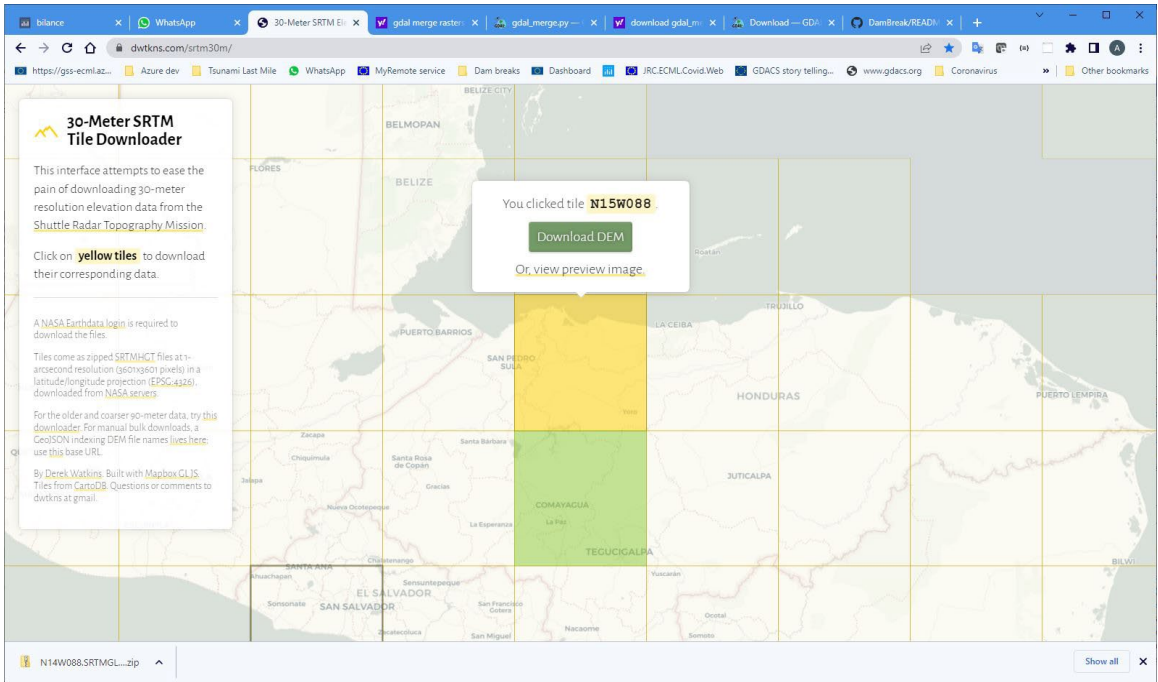 bilance
WhatsApp
30-Meter SRTM Ele
gdal merge rasters
gdal_merge.py —
download gdal_me
Download — GDA
DamBreak/READM
dwtkns.com/srtm30m/
A
https://gss-ecml.az...
Azure dev
Tsunami Last Mile
WhatsApp
MyRemote service
Dam breaks
Dashboard
JRC.ECML.Covid.Web
GDACS story telling...
www.gdacs.org
Coronavirus
»
Other bookmarks
30-Meter SRTM
Tile Downloader
This interface attempts to ease the
pain of downloading 30-meter
resolution elevation data from the
Shuttle Radar Topography Mission.
Click on yellow tiles to download
their corresponding data.
A NASA Earthdata login is required to
download the files.
Tiles come as zipped SRTMHGT files at 1-
arcsecond resolution (3601x3601 pixels) in a
latitude/longitude projection (EPSG:4326),
downloaded from NASA servers.
For the older and coarser 90-meter data, try this
downloader. For manual bulk downloads, a
GeoJSON indexing DEM file names lives here;
use this base URL.
By Derek Watkins. Built with Mapbox GL JS.
Tiles from CartoDB. Questions or comments to
dwtkns at gmail.
BELIZE CITY
BELMOPAN
FLORES
BELIZE
You clicked tile N15W088.
Download DEM
Or, view preview image.
Roatán
TRUJILLO
PUERTO BARRIOS
LA CEIBA
SAN PEDRO
SULA
HONDURAS
PUERTO LEMPIRA
Yoro
Zacapa
Santa Bárbara
Chiquimula
Santa Rosa
de Copán
Jalapa
Gracias
JUTICALPA
Nueva Ocotepeque
COMAYAGUA
La Esperanza
La Paz
TEGUCIGALPA
Chalatenango
SANTA ANA
Ahuachapan
Sensuntepeque
Yuscarán
BILWI
EL SALVADOR
Sonsonate
SAN SALVADOR
San Francisco
Gotera
Ocotal
Zacatecoluca
Nacaome
San Miguel
Somoto
N14W088.SRTMGL....zip
Show all